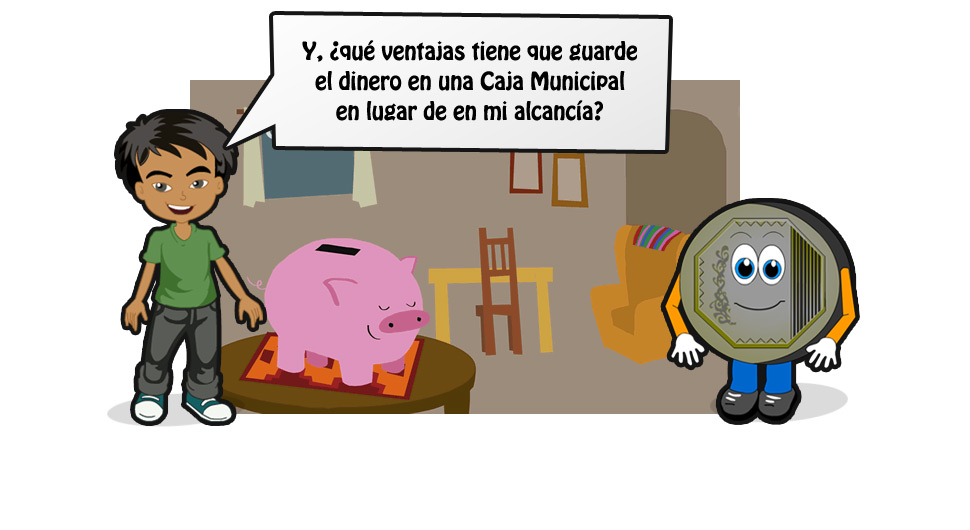 Y, ¿qué ventajas tiene que guarde
el dinero en una Caja Municipal
en lugar de en mi alcancía?